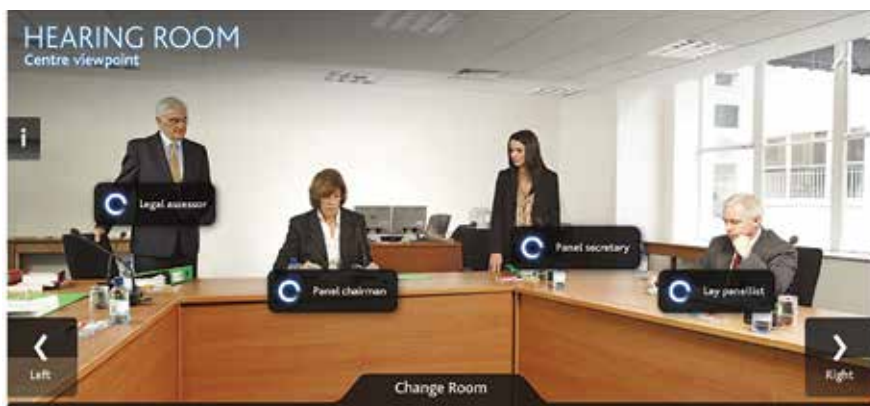 HEARING ROOM
Centre viewpoint
i
Legal assessor
Panel secretary
Panel chairman
Lay panellist
Left
Right
Change Room